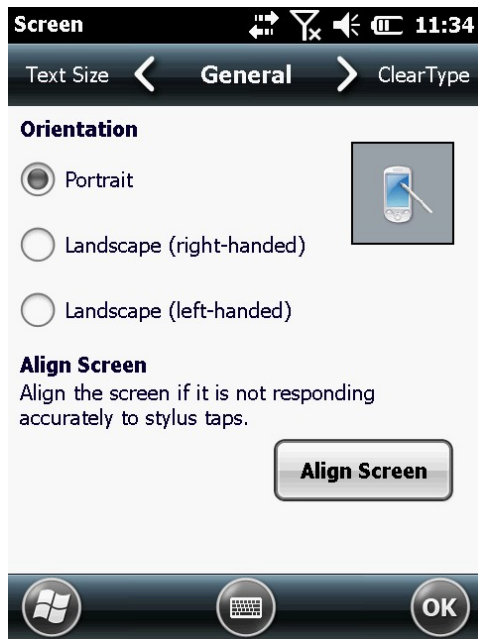 Screen 11:34
Text Size General ClearType
Orientation
Portrait
Landscape (right-handed)
Landscape (left-handed)
Align Screen
Align the screen if it is not responding
accurately to stylus taps.
Align Screen
OK